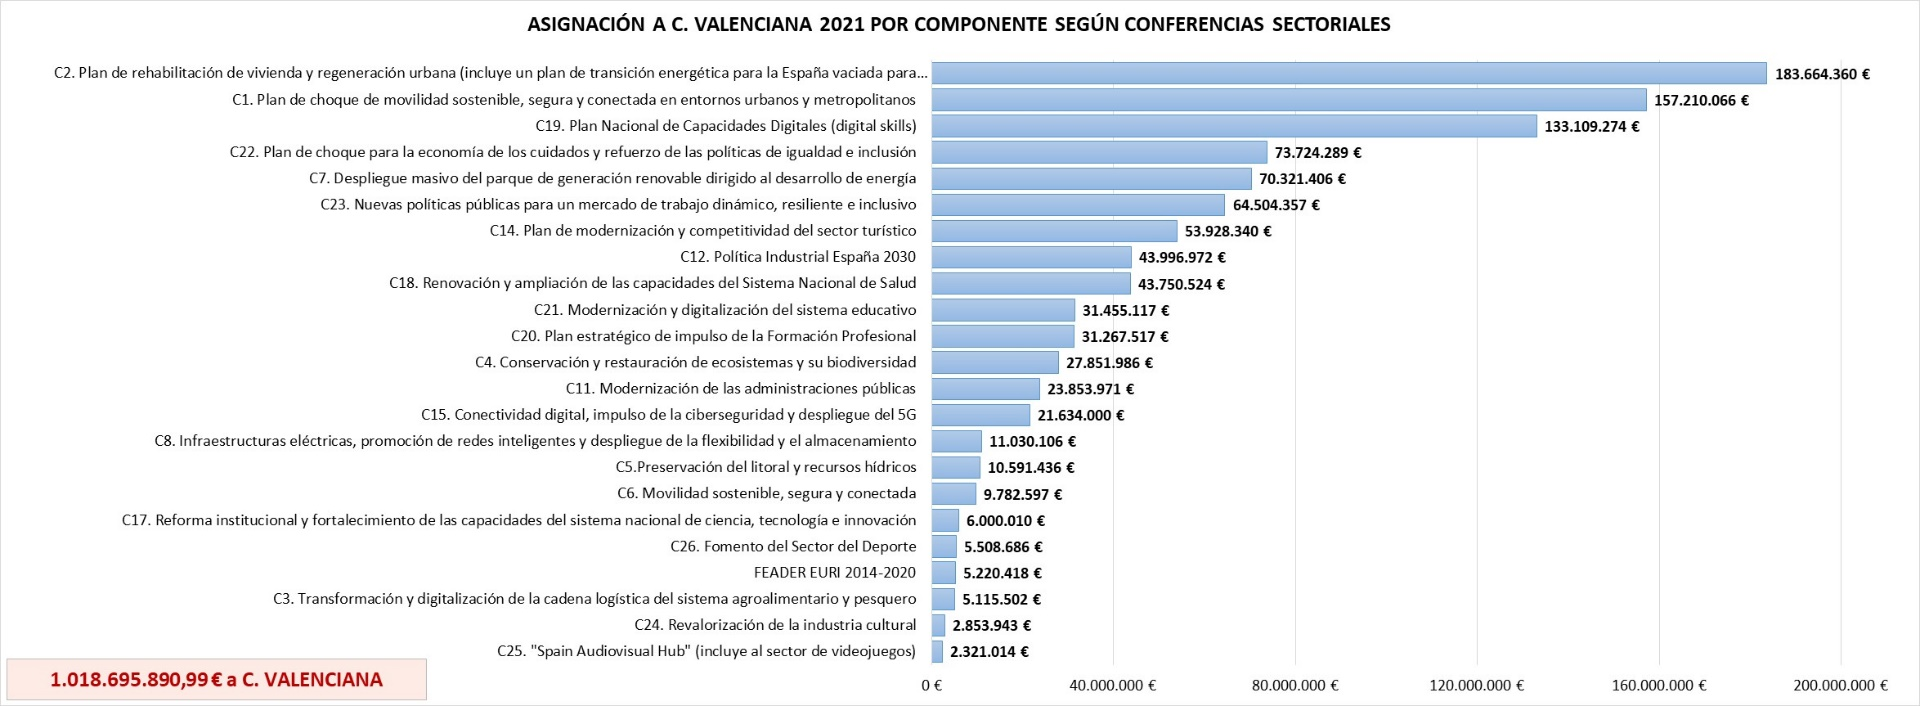 ASIGNACIÓN A C. VALENCIANA 2021 POR COMPONENTE SEGÚN CONFERENCIAS SECTORIALES
C2. Plan de rehabilitación de vivienda y regeneración urbana (incluye un plan de transición energética para la España vaciada para... 183.664.360 €
C1. Plan de choque de movilidad sostenible, segura y conectada en entornos urbanos y metropolitanos 157.210.066 €
C19. Plan Nacional de Capacidades Digitales (digital skills) 133.109.274 €
C22. Plan de choque para la economía de los cuidados y refuerzo de las políticas de igualdad e inclusión 73.724.289 €
C7. Despliegue masivo del parque de generación renovable dirigido al desarrollo de energía 70.321.406 €
C23. Nuevas políticas públicas para un mercado de trabajo dinámico, resiliente e inclusivo 64.504.357 €
C14. Plan de modernización y competitividad del sector turístico 53.928.340 €
C12. Política Industrial España 2030 43.996.972 €
C18. Renovación y ampliación de las capacidades del Sistema Nacional de Salud 43.750.524 €
C21. Modernización y digitalización del sistema educativo 31.455.117 €
C20. Plan estratégico de impulso de la Formación Profesional 31.267.517 €
C4. Conservación y restauración de ecosistemas y su biodiversidad 27.851.986 €
C11. Modernización de las administraciones públicas 23.853.971 €
C15. Conectividad digital, impulso de la ciberseguridad y despliegue del 5G 21.634.000 €
C8. Infraestructuras eléctricas, promoción de redes inteligentes y despliegue de la flexibilidad y el almacenamiento 11.030.106 €
C5.Preservación del litoral y recursos hídricos 10.591.436 €
C6. Movilidad sostenible, segura y conectada 9.782.597 €
C17. Reforma institucional y fortalecimiento de las capacidades del sistema nacional de ciencia, tecnología e innovación 6.000.010 €
C26. Fomento del Sector del Deporte 5.508.686 €
FEADER EURI 2014-2020 5.220.418 €
C3. Transformación y digitalización de la cadena logística del sistema agroalimentario y pesquero 5.115.502 €
C24. Revalorización de la industria cultural 2.853.943 €
C25. "Spain Audiovisual Hub" (incluye al sector de videojuegos) 2.321.014 €
1.018.695.890,99 € a C. VALENCIANA
0 € 40.000.000 € 80.000.000 € 120.000.000 € 160.000.000 € 200.000.000 €